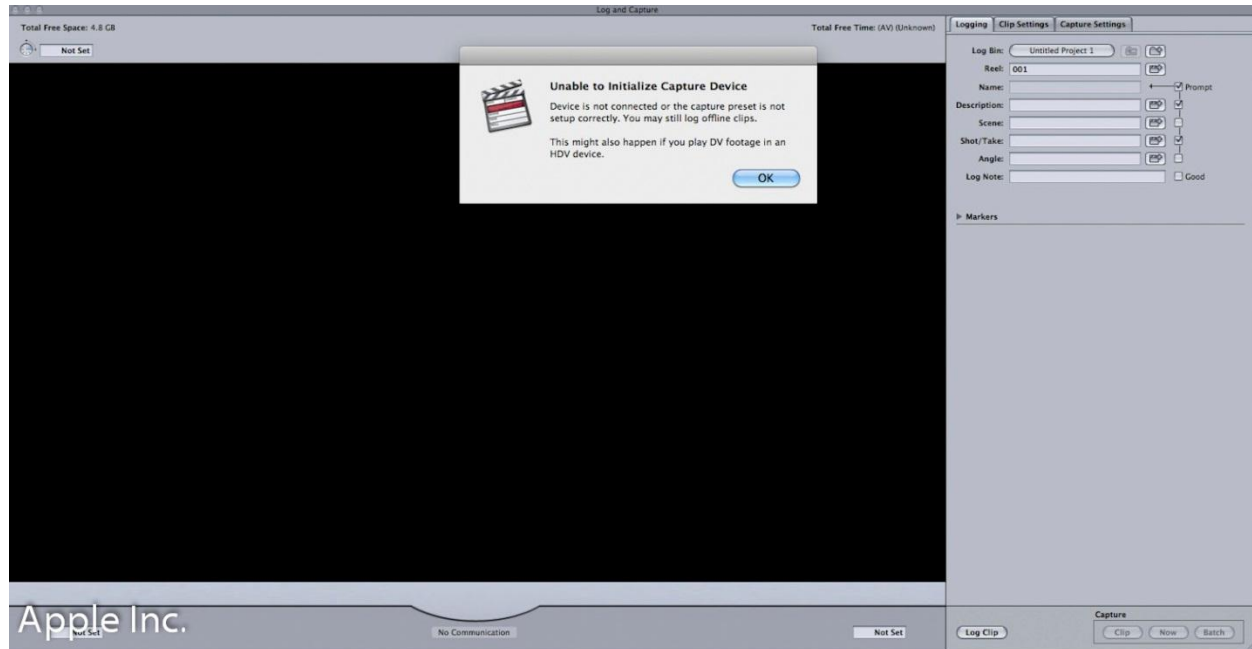 Log and Capture
Total Free Space: 4.8 GB
Total Free Time: (AV) (Unknown)
Not Set
Unable to Initialize Capture Device
Device is not connected or the capture preset is not
setup correctly. You may still log offline clips.
This might also happen if you play DV footage in an
HDV device.
OK
Logging Clip Settings Capture Settings
Log Bin: Untitled Project 1
Reel: 001
Name: Prompt
Description:
Scene:
Shot/Take:
Angle:
Log Note: Good
Markers
Apple Inc.
Not Set
No Communication
Not Set
Log Clip
Capture
Clip Now Batch